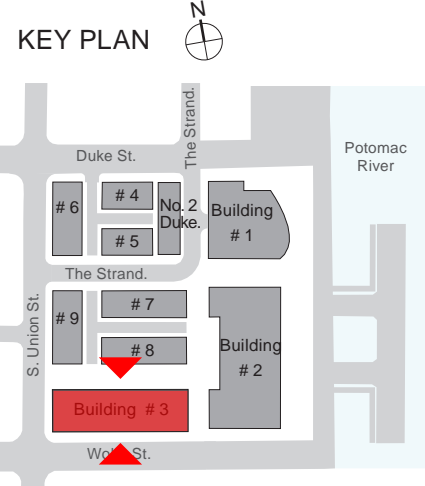 N
KEY PLAN
The Strand.
Duke St.
Potomac
River
# 4
# 6
No. 2
Duke.
Building
# 1
# 5
The Strand.
# 7
# 9
S. Union St.
# 8
Building
# 2
Building # 3
St.